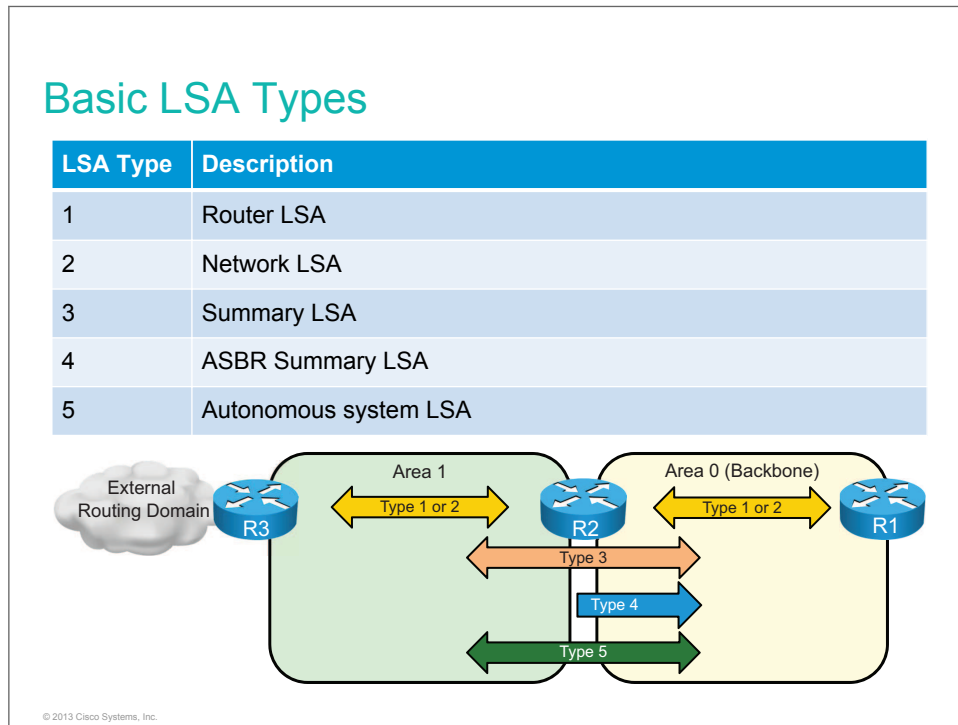 Basic LSA Types
LSA Type Description
1 Router LSA
2 Network LSA
3 Summary LSA
4 ASBR Summary LSA
5 Autonomous system LSA
External
Routing Domain
Area 1
Area 0 (Backbone)
R3
Type 1 or 2
R2
Type 1 or 2
R1
Type 3
Type 4
Type 5
© 2013 Cisco Systems, Inc.